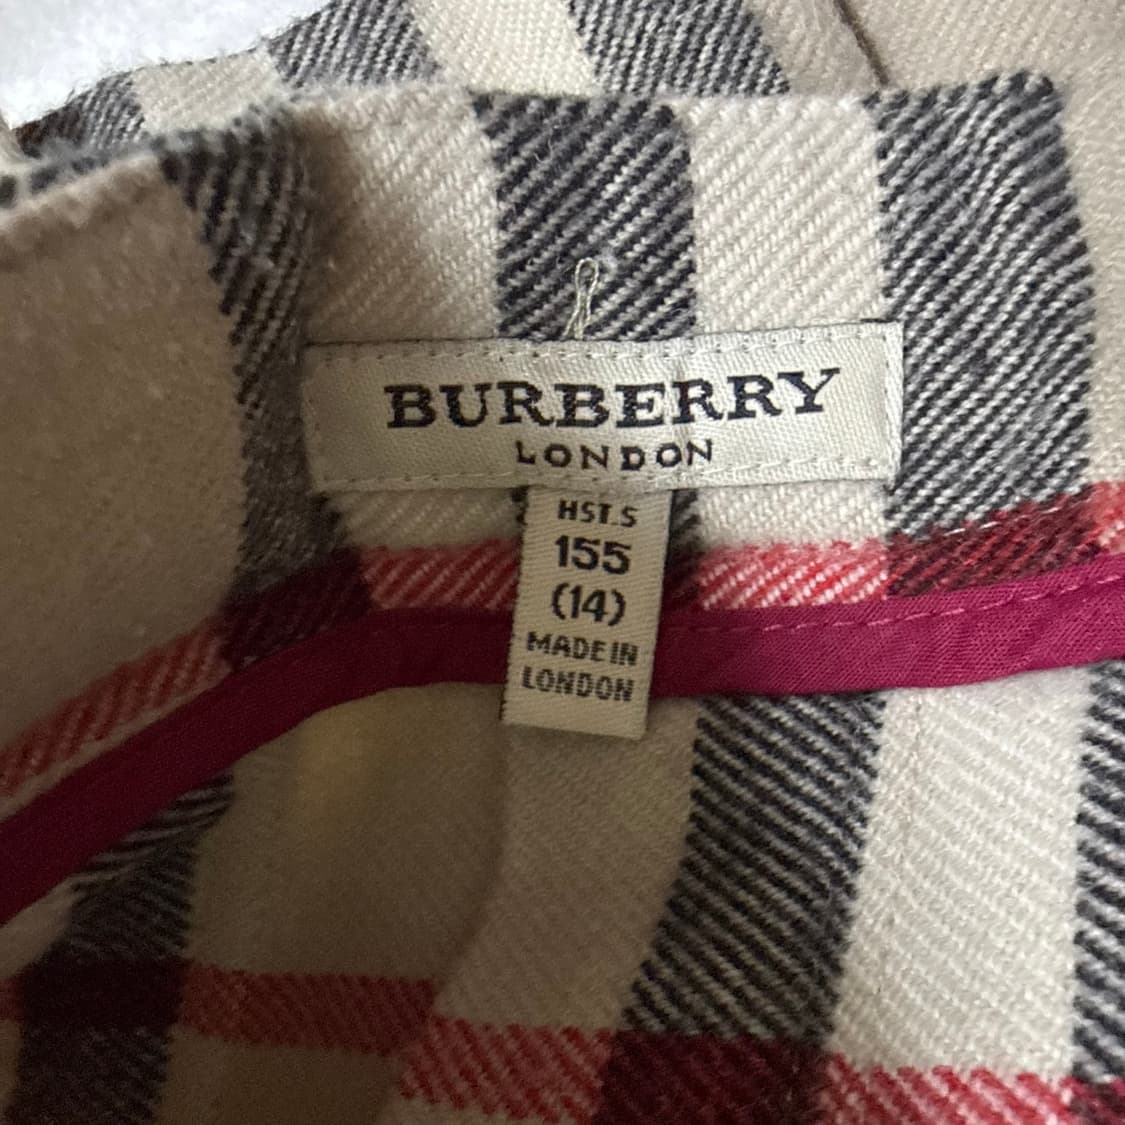 BURBERRY
LONDON
HST.S
155
(14)
MADE IN
LONDON